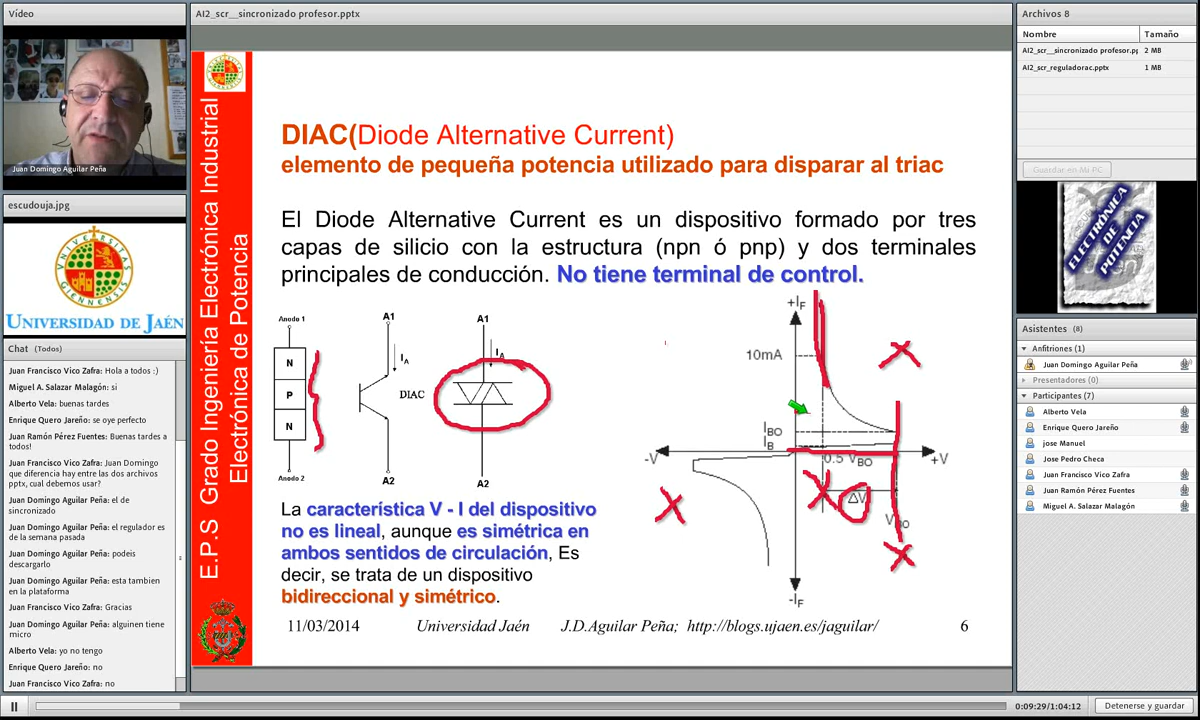 Vídeo
Juan Domingo Aguilar Peña
escudouja.jpg
UNIVERSITAS
GIENNENSIS
UNIVERSIDAD DE JAÉN
Chat (Todos)
Juan Francisco Vico Zafra: Hola a todos :)
Miguel A. Salazar Malagón: si
Alberto Vela: buenas tardes
Enrique Quero Jareño: se oye perfecto
Juan Ramón Pérez Fuentes: Buenas tardes a
todos!
Juan Francisco Vico Zafra: Juan Domingo
que diferencia hay entre las dos archivos
pptx, cual debemos usar?
Juan Domingo Aguilar Peña: el de
sincronizado
Juan Domingo Aguilar Peña: el regulador es
de la semana pasada
Juan Domingo Aguilar Peña: podeis
descargarlo
Juan Domingo Aguilar Peña: esta tambien
en la plataforma
Juan Francisco Vico Zafra: Gracias
Juan Domingo Aguilar Peña: alguinen tiene
micro
Alberto Vela: yo no tengo
Enrique Quero Jareño: no
Juan Francisco Vico Zafra: no
AI2_scr__sincronizado profesor.pptx
E.P.S Grado Ingeniería Electrónica Industrial
Electrónica de Potencia
DIAC(Diode Alternative Current)
elemento de pequeña potencia utilizado para disparar al triac
El Diode Alternative Current es un dispositivo formado por tres
capas de silicio con la estructura (npn ó pnp) y dos terminales
principales de conducción. No tiene terminal de control.
Anodo 1
N
P
N
Anodo 2
A1
IA
A2
DIAC
A1
IA
A2
+IF
10mA
IBO
IB
-V
0.5 VBO
+V
ΔV
VBO
-IF
La característica V - I del dispositivo
no es lineal, aunque es simétrica en
ambos sentidos de circulación, Es
decir, se trata de un dispositivo
bidireccional y simétrico.
11/03/2014 Universidad Jaén J.D.Aguilar Peña; http://blogs.ujaen.es/jaguilar/ 6
Archivos 8
Nombre Tamaño
AI2_scr__sincronizado profesor.pp 2 MB
AI2_scr_reguladorac.pptx 1 MB
Guardar en Mi PC
ELECTRÓNICA
DE
POTENCIA
Asistentes (8)
Anfitriones (1)
Juan Domingo Aguilar Peña
Presentadores (0)
Participantes (7)
Alberto Vela
Enrique Quero Jareño
jose Manuel
Jose Pedro Checa
Juan Francisco Vico Zafra
Juan Ramón Pérez Fuentes
Miguel A. Salazar Malagón
0:09:29/1:04:12
Detenerse y guardar